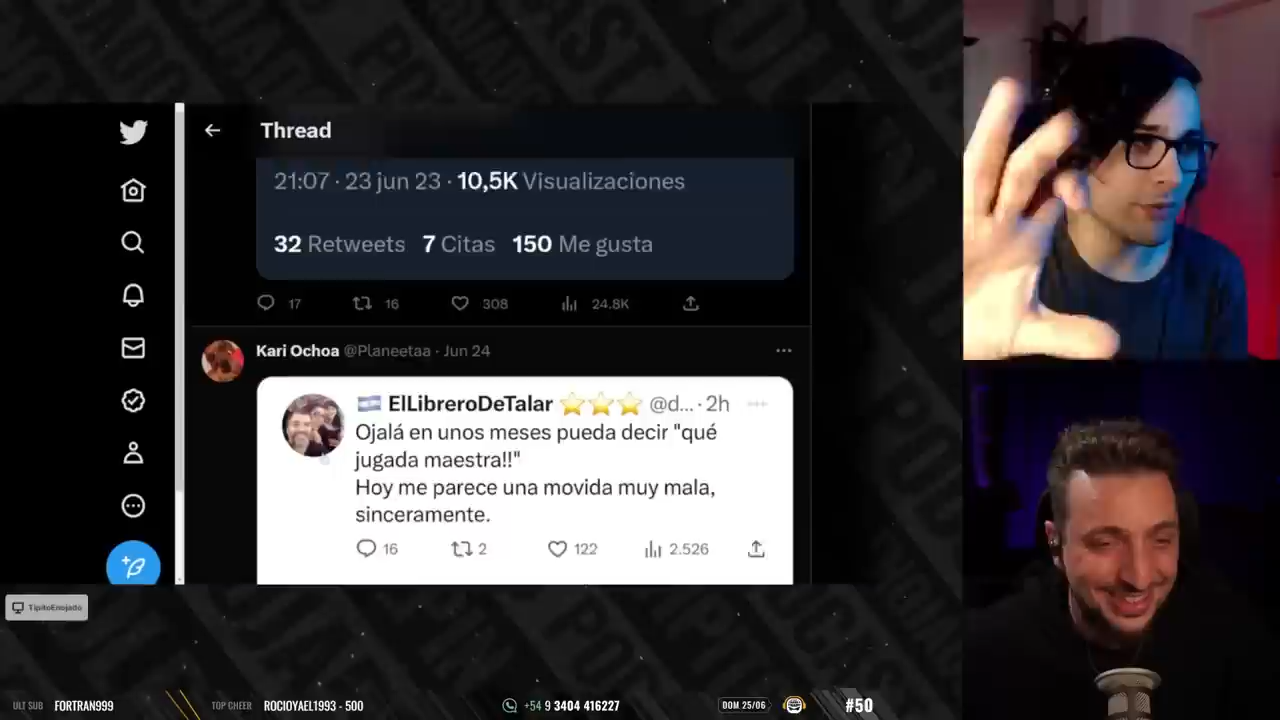 Thread
21:07 · 23 jun 23 · 10,5K Visualizaciones
32 Retweets 7 Citas 150 Me gusta
17 16 308 24.8K
Kari Ochoa @Planeetaa · Jun 24
ElLibreroDeTalar @d... · 2h
Ojalá en unos meses pueda decir "qué
jugada maestra!!"
Hoy me parece una movida muy mala,
sinceramente.
16 2 122 2.526
TipitoEnojado
ULT SUB FORTRAN999 TOP CHEER ROCIOYAEL1993 - 500 +54 9 3404 416227 DOM 25/06 #50